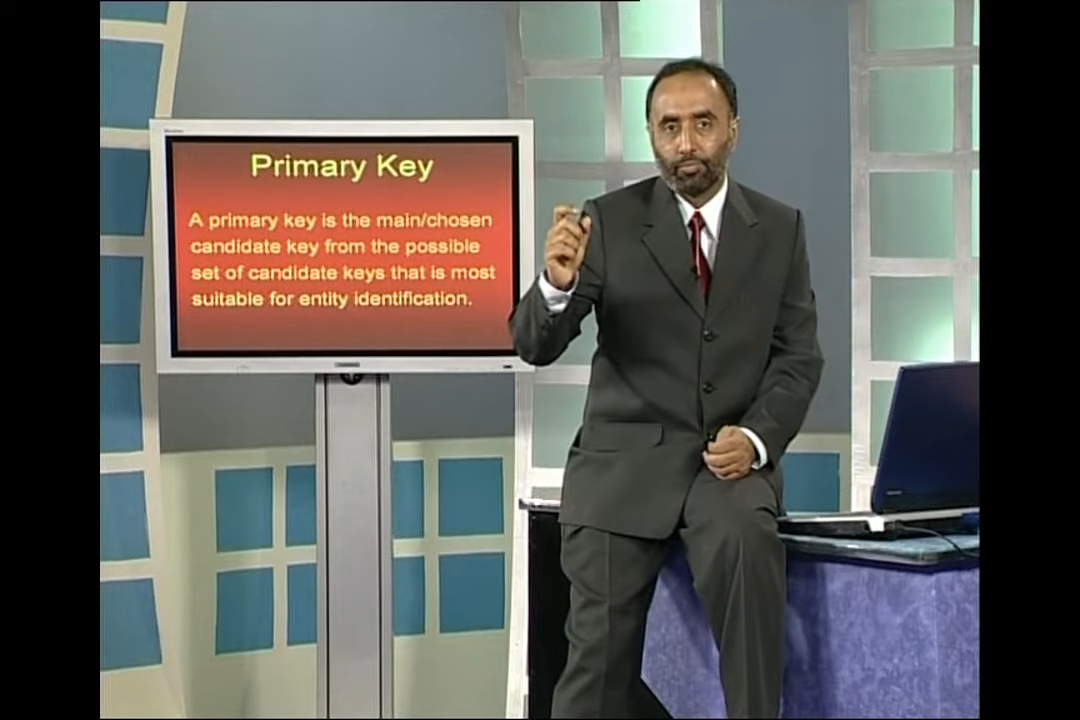 Primary Key
A primary key is the main/chosen
candidate key from the possible
set of candidate keys that is most
suitable for entity identification.